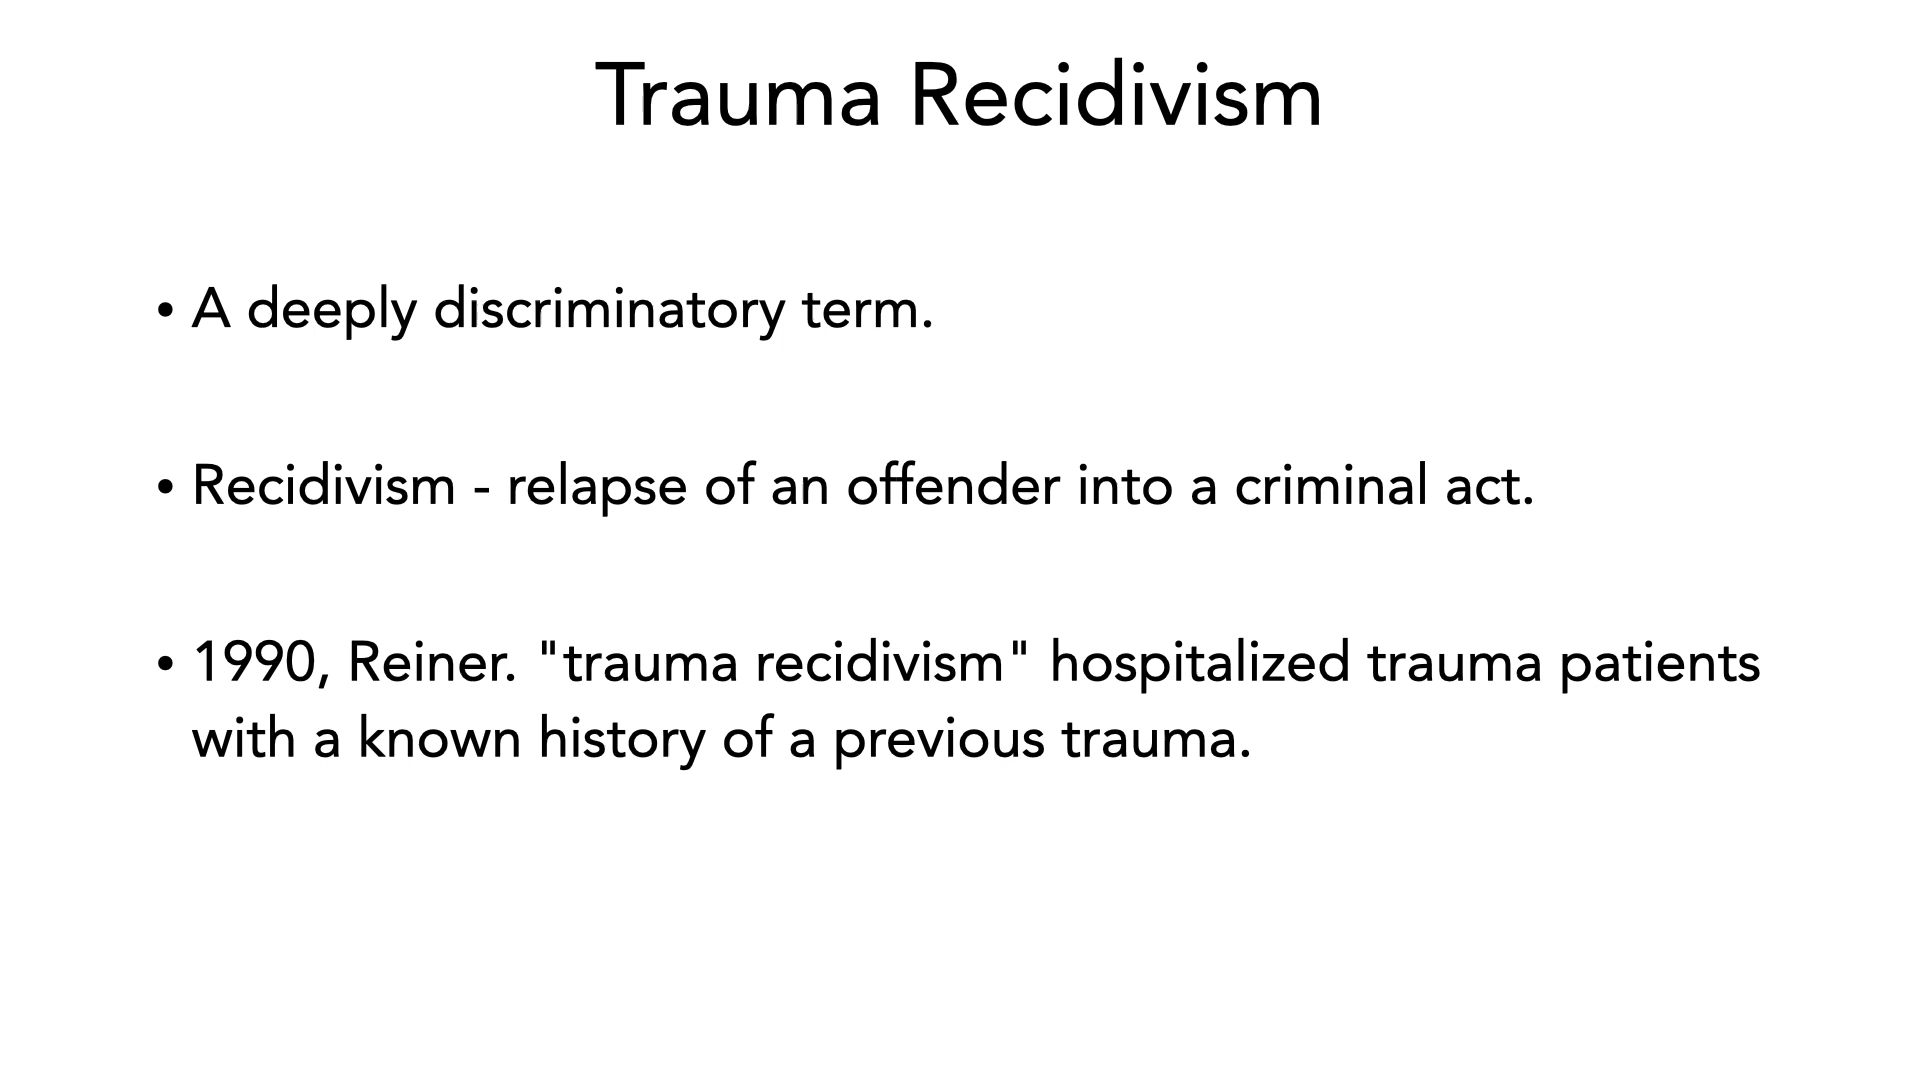 Trauma Recidivism
• A deeply discriminatory term.
• Recidivism - relapse of an offender into a criminal act.
• 1990, Reiner. "trauma recidivism" hospitalized trauma patients
with a known history of a previous trauma.